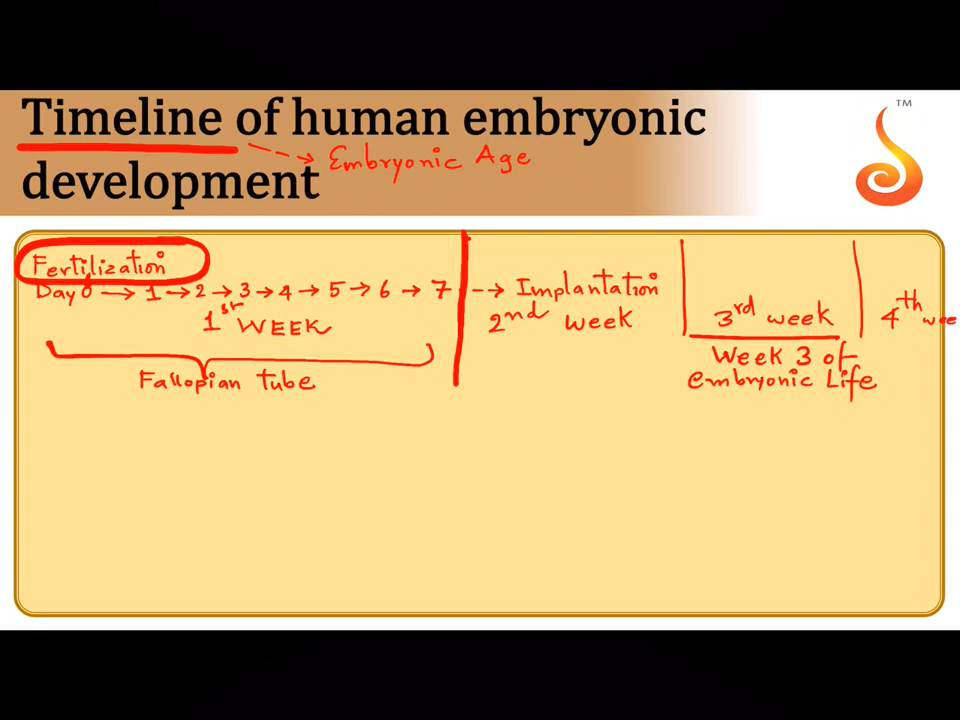 Timeline of human embryonic
development
Embryonic Age
TM
Fertilization
Day 0 → 1 → 2 → 3 → 4 → 5 → 6 → 7 --→ Implantation
1st WEEK
2nd week
3rd week
4th wee
Fallopian tube
Week 3 of
embryonic Life